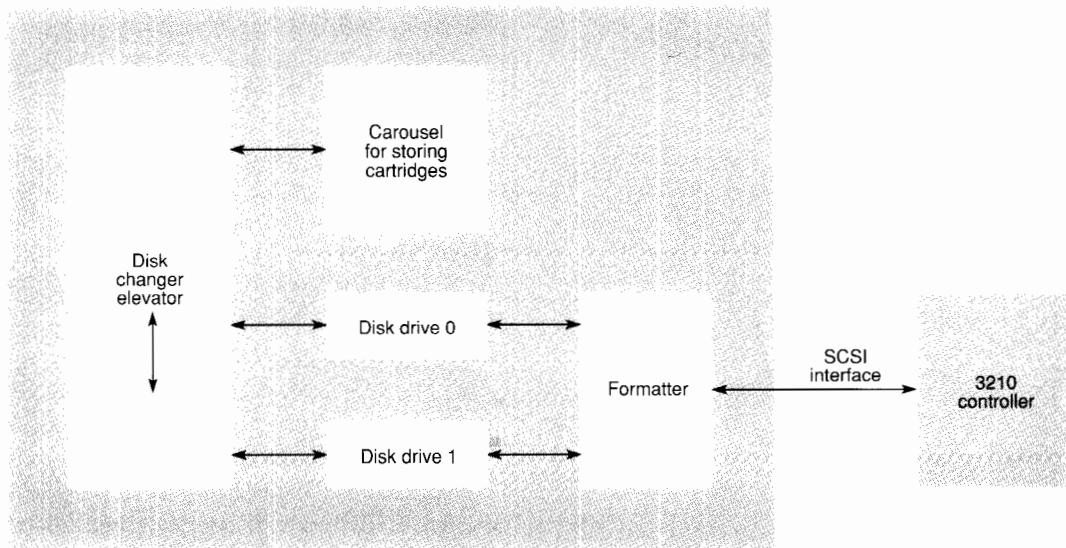 Carousel
for storing
cartridges
Disk
changer
elevator
Disk drive 0
Disk drive 1
Formatter
SCSI
interface
3210
controller